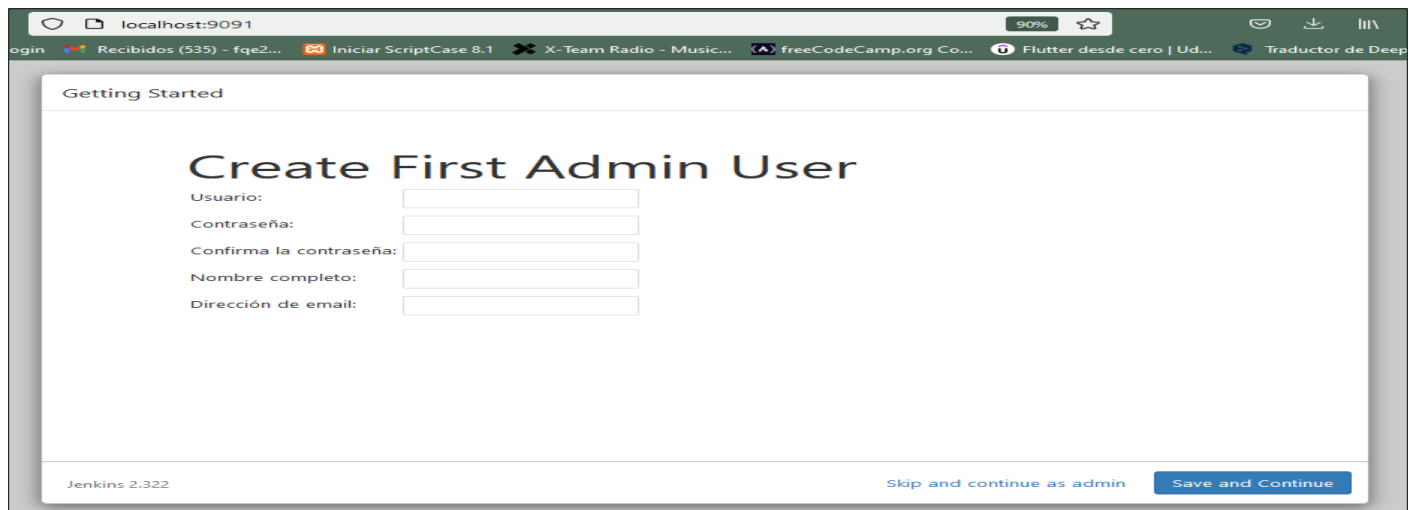 localhost:9091
90%
ogin Recibidos (535) - fqe2... Iniciar ScriptCase 8.1 X-Team Radio - Music... freeCodeCamp.org Co... Flutter desde cero | Ud... Traductor de Deep
Getting Started
Create First Admin User
Usuario:
Contraseña:
Confirma la contraseña:
Nombre completo:
Dirección de email:
Jenkins 2.322
Skip and continue as admin
Save and Continue